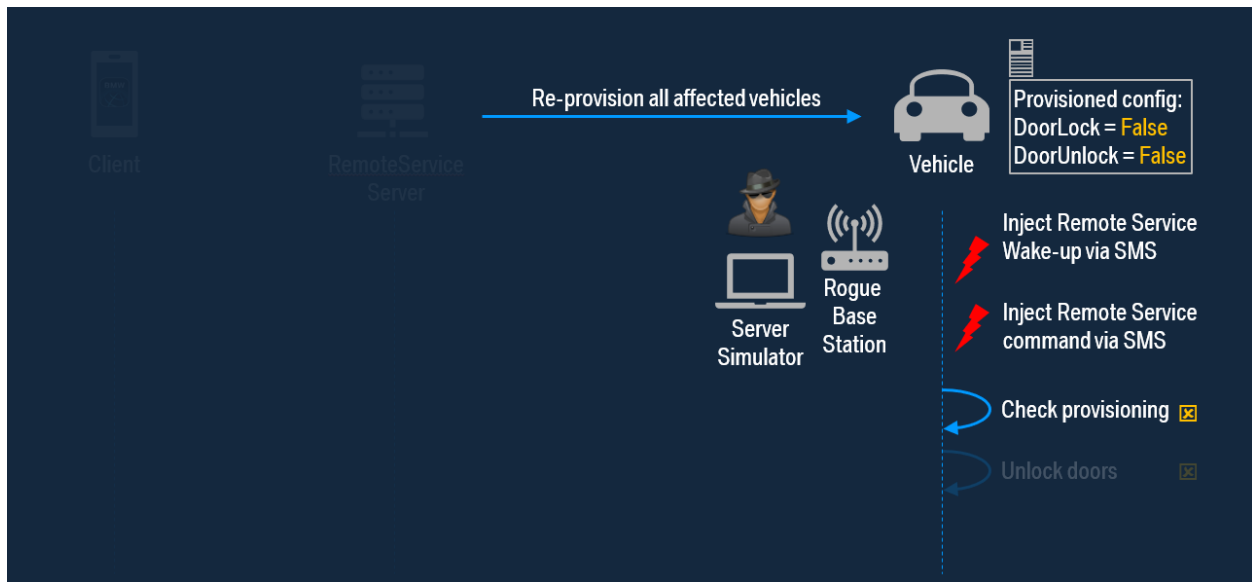 Re-provision all affected vehicles
Provisioned config:
DoorLock = False
DoorUnlock = False
Client
RemoteService
Server
Vehicle
Inject Remote Service
Wake-up via SMS
Rogue
Base
Station
Server
Simulator
Inject Remote Service
command via SMS
Check provisioning
Unlock doors